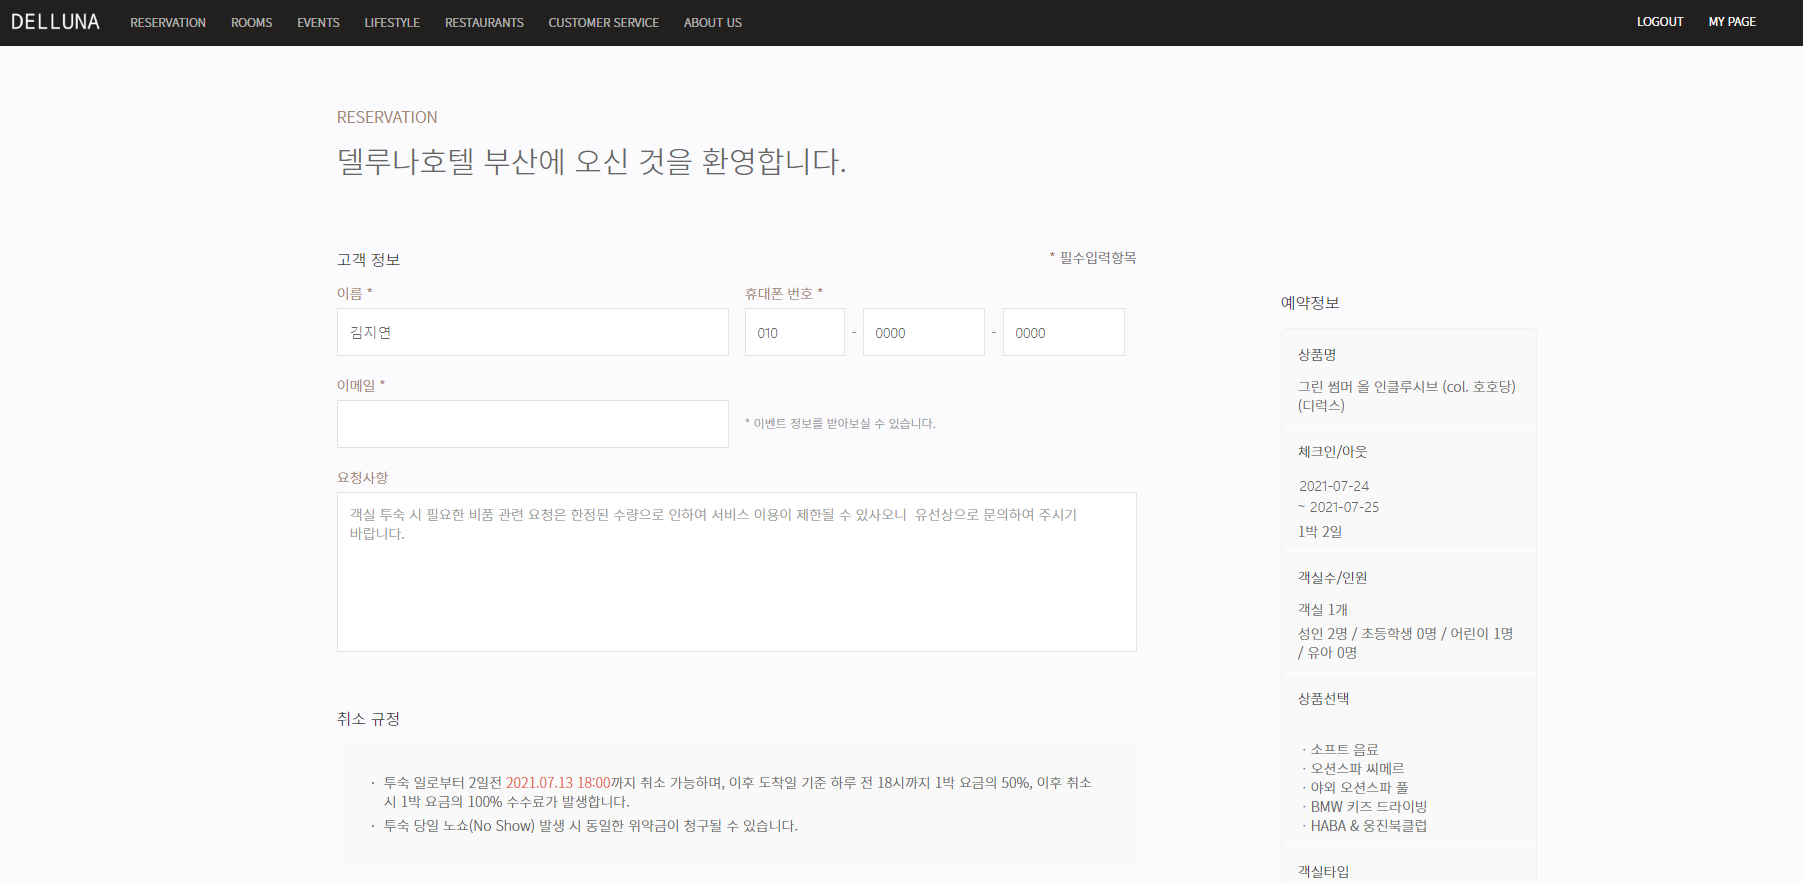 DELLUNA RESERVATION ROOMS EVENTS LIFESTYLE RESTAURANTS CUSTOMER SERVICE ABOUT US LOGOUT MY PAGE
RESERVATION
델루나호텔 부산에 오신 것을 환영합니다.
고객 정보
* 필수입력항목
이름 *
휴대폰 번호 *
김지연
010 - 0000 - 0000
이메일 *
* 이벤트 정보를 받아보실 수 있습니다.
요청사항
객실 투숙 시 필요한 비품 관련 요청은 한정된 수량으로 인하여 서비스 이용이 제한될 수 있사오니 유선상으로 문의하여 주시기
바랍니다.
취소 규정
· 투숙 일로부터 2일전 2021.07.13 18:00까지 취소 가능하며, 이후 도착일 기준 하루 전 18시까지 1박 요금의 50%, 이후 취소
시 1박 요금의 100% 수수료가 발생합니다.
· 투숙 당일 노쇼(No Show) 발생 시 동일한 위약금이 청구될 수 있습니다.
예약정보
상품명
그린 썸머 올 인클루시브 (col. 호호당)
(디럭스)
체크인/아웃
2021-07-24
~ 2021-07-25
1박 2일
객실수/인원
객실 1개
성인 2명 / 초등학생 0명 / 어린이 1명
/ 유아 0명
상품선택
· 소프트 음료
· 오션스파 씨메르
· 야외 오션스파 풀
· BMW 키즈 드라이빙
· HABA & 웅진북클럽
객실타입